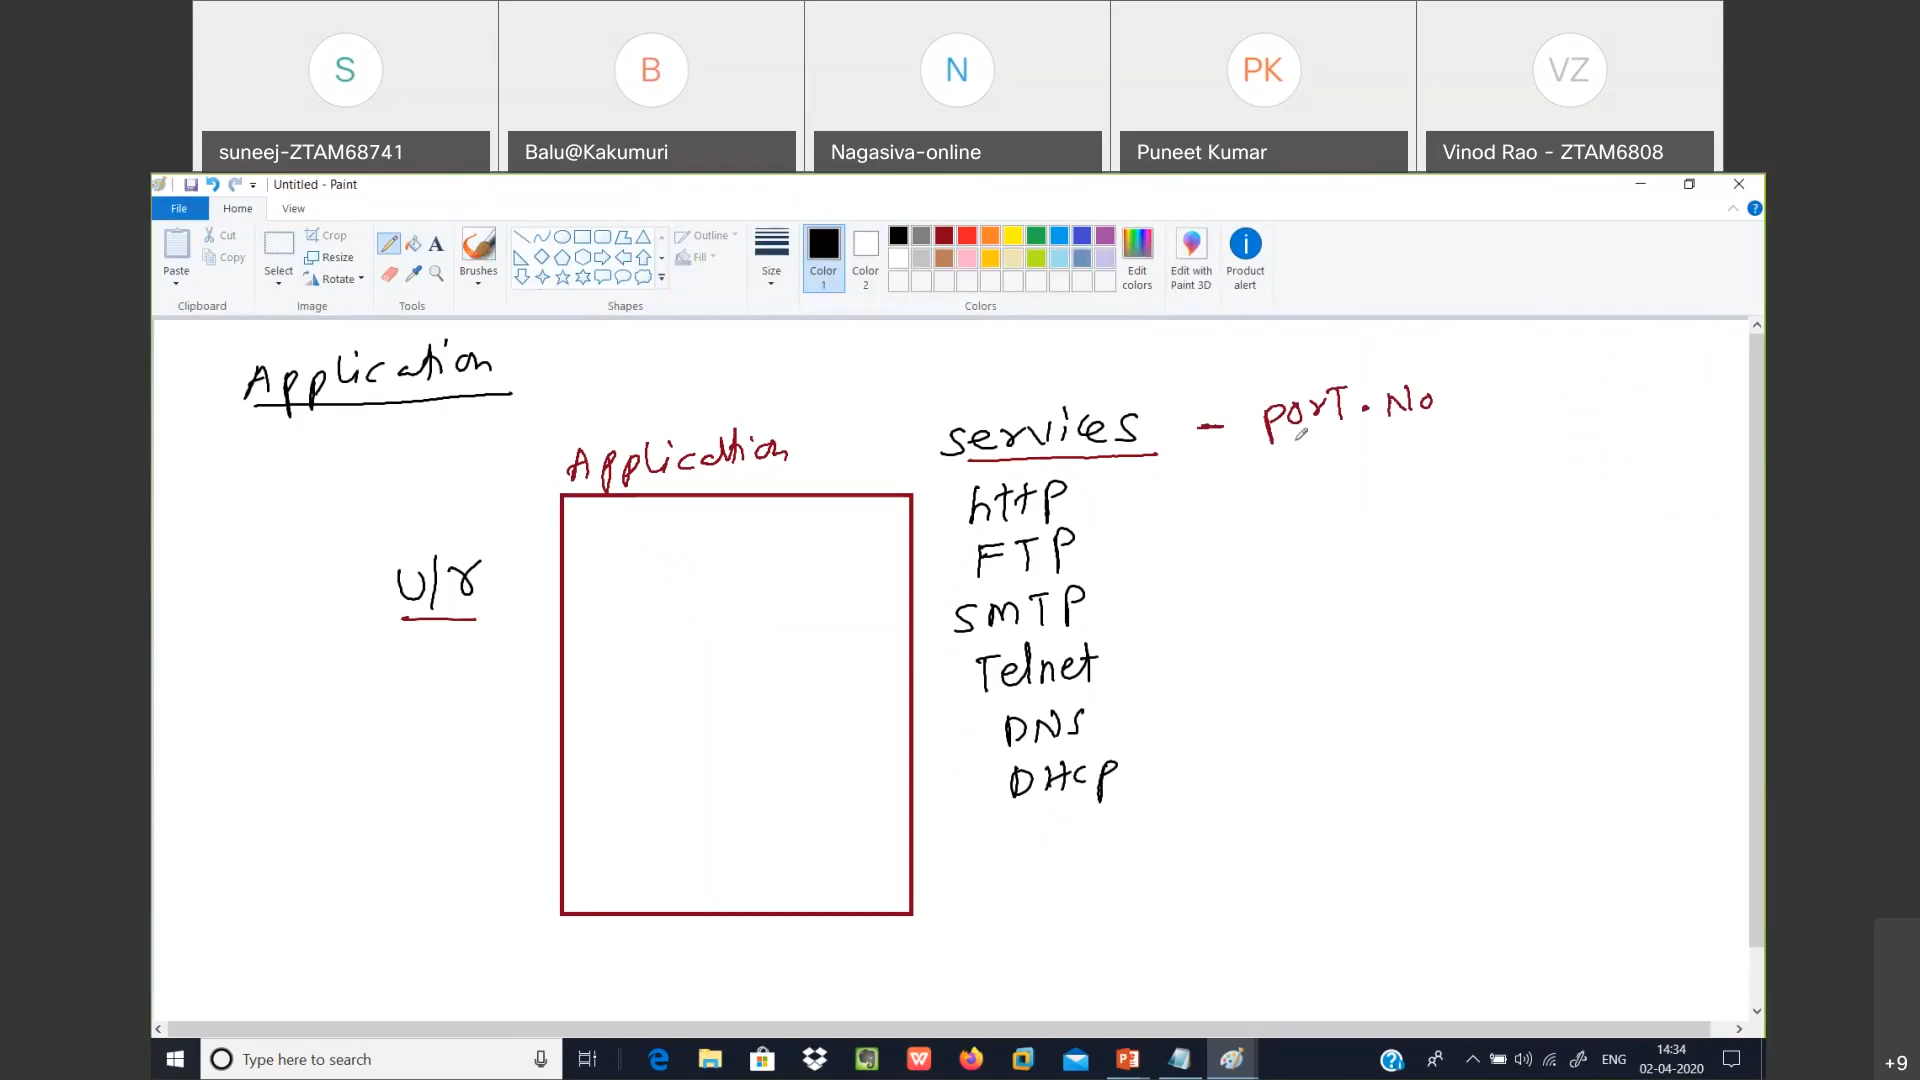 S B N PK VZ
suneej-ZTAM68741 Balu@Kakumuri Nagasiva-online Puneet Kumar Vinod Rao - ZTAM6808
Untitled - Paint
File Home View
Cut Crop Outline
Copy Resize Fill
Rotate
Paste Select Brushes Size Color 1 Color 2 Edit colors Edit with Paint 3D Product alert
Clipboard Image Tools Shapes Colors
Application
Services - PorT. No
Application
http
FTP
U/r
SMTP
Telnet
DNS
DHCP
Type here to search
ENG
14:34
02-04-2020
+9